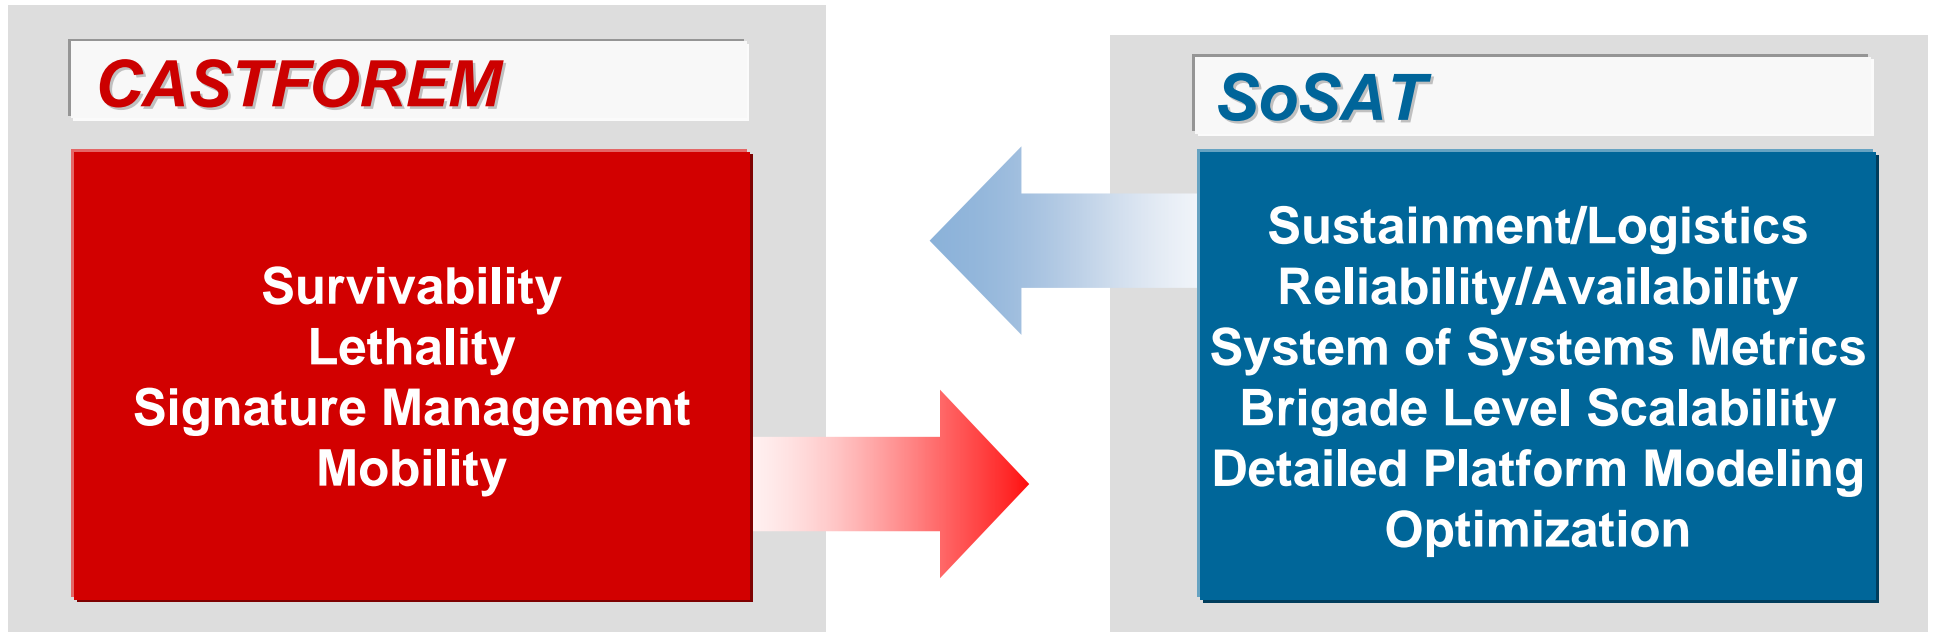 CASTFOREM
Survivability
Lethality
Signature Management
Mobility
SoSAT
Sustainment/Logistics
Reliability/Availability
System of Systems Metrics
Brigade Level Scalability
Detailed Platform Modeling
Optimization